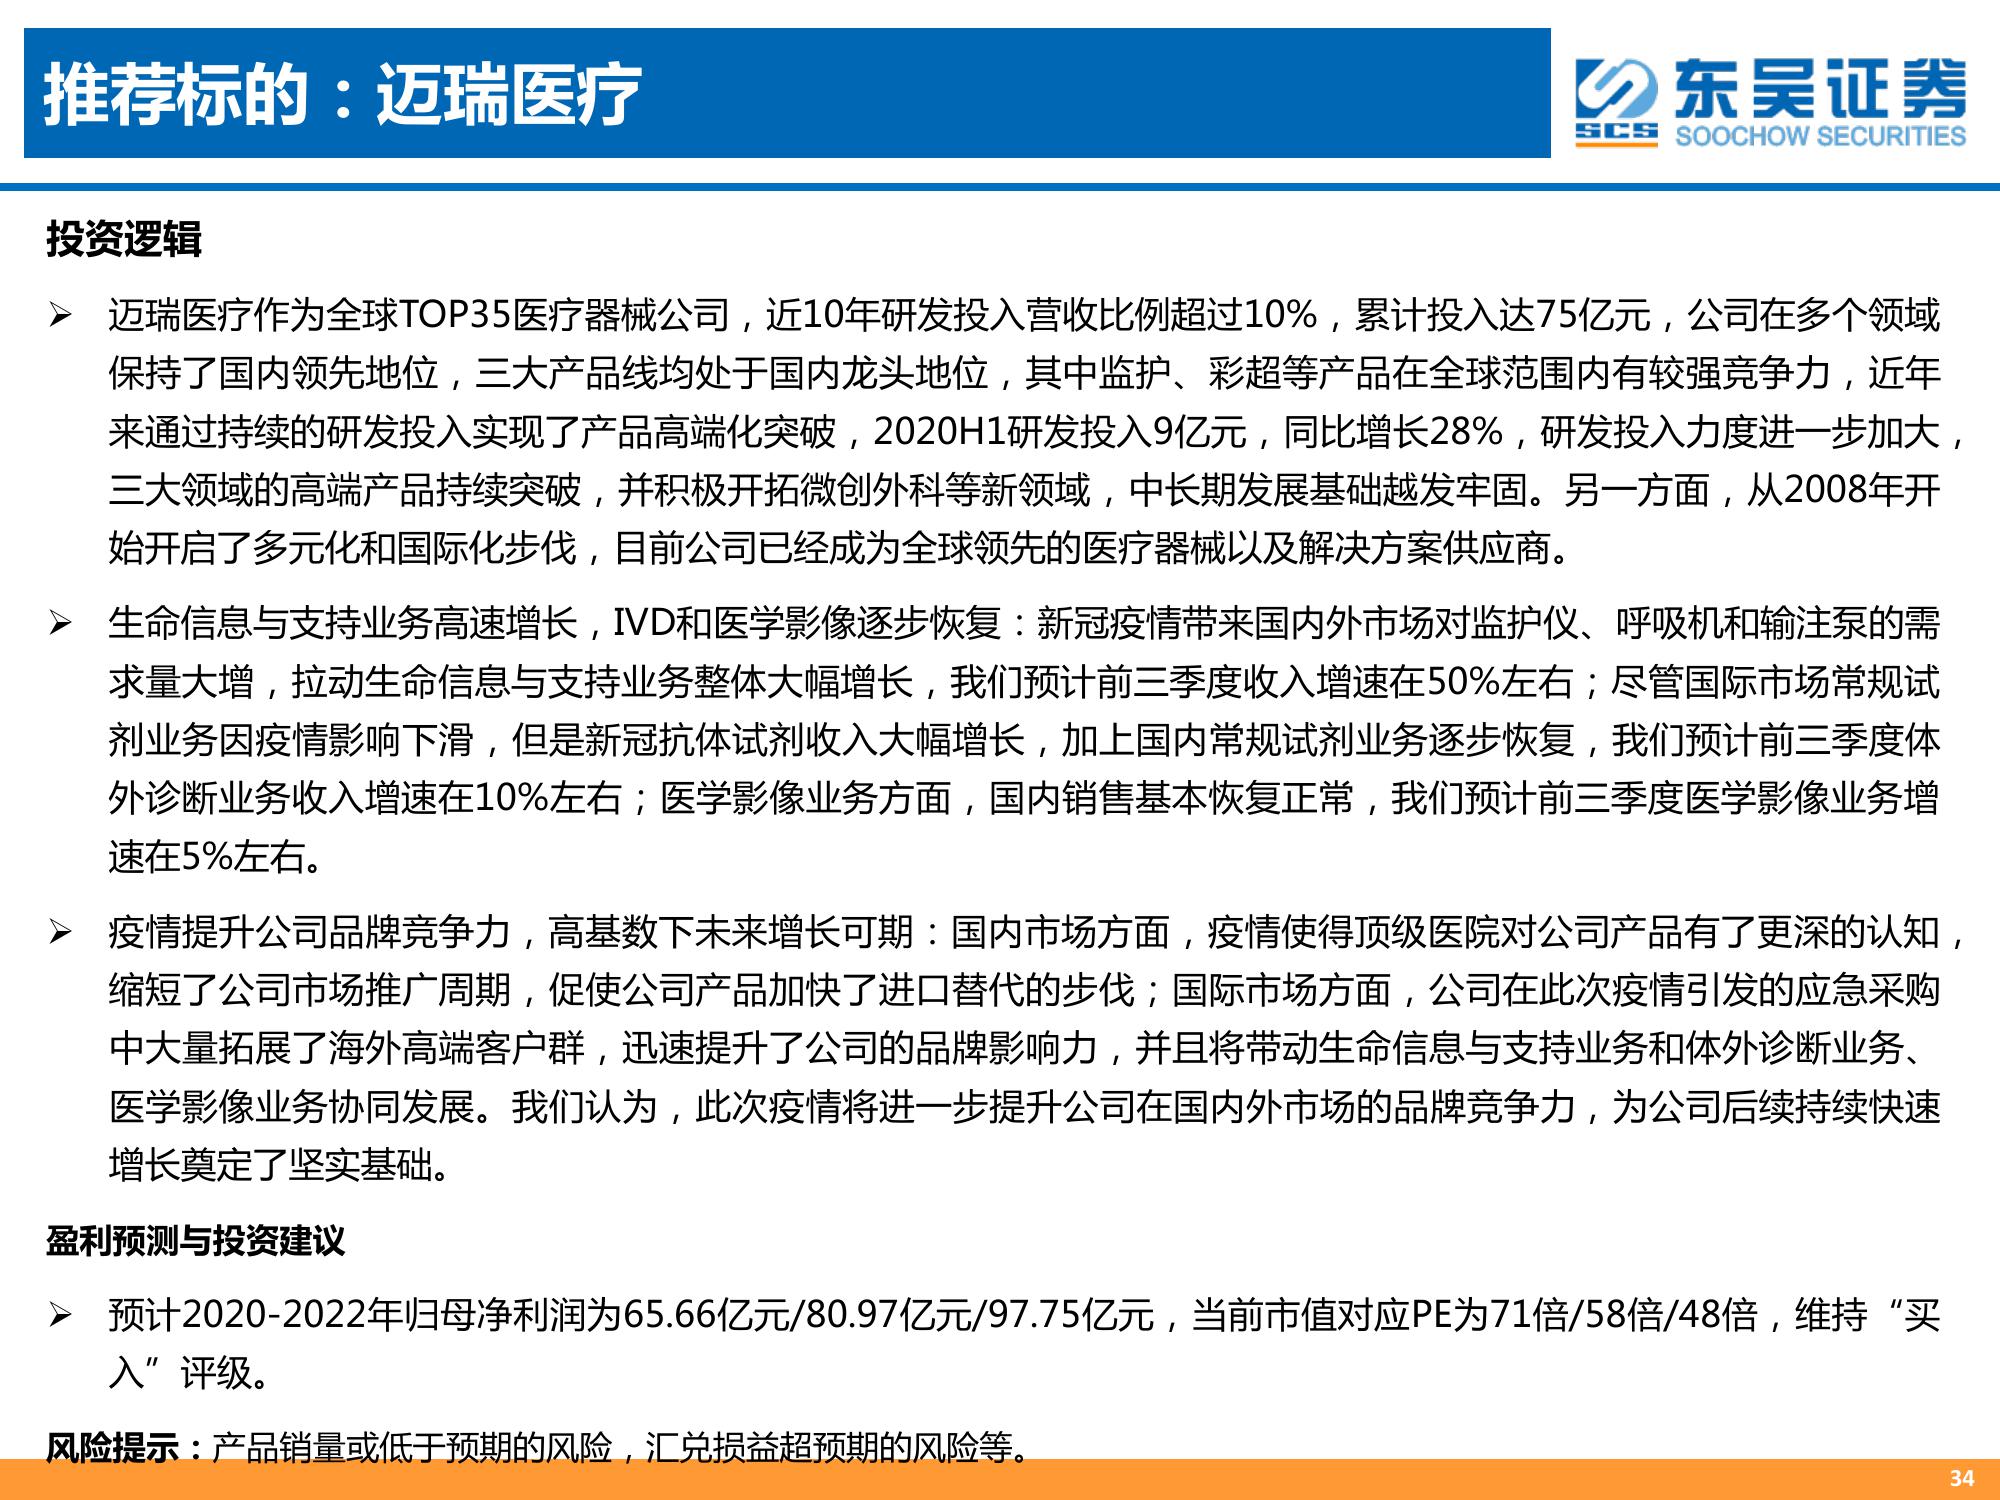 推荐标的：迈瑞医疗
SCS
东吴证券
SOOCHOW SECURITIES
投资逻辑
➢ 迈瑞医疗作为全球TOP35医疗器械公司，近10年研发投入营收比例超过10%，累计投入达75亿元，公司在多个领域
保持了国内领先地位，三大产品线均处于国内龙头地位，其中监护、彩超等产品在全球范围内有较强竞争力，近年
来通过持续的研发投入实现了产品高端化突破，2020H1研发投入9亿元，同比增长28%，研发投入力度进一步加大，
三大领域的高端产品持续突破，并积极开拓微创外科等新领域，中长期发展基础越发牢固。另一方面，从2008年开
始开启了多元化和国际化步伐，目前公司已经成为全球领先的医疗器械以及解决方案供应商。
➢ 生命信息与支持业务高速增长，IVD和医学影像逐步恢复：新冠疫情带来国内外市场对监护仪、呼吸机和输注泵的需
求量大增，拉动生命信息与支持业务整体大幅增长，我们预计前三季度收入增速在50%左右；尽管国际市场常规试
剂业务因疫情影响下滑，但是新冠抗体试剂收入大幅增长，加上国内常规试剂业务逐步恢复，我们预计前三季度体
外诊断业务收入增速在10%左右；医学影像业务方面，国内销售基本恢复正常，我们预计前三季度医学影像业务增
速在5%左右。
➢ 疫情提升公司品牌竞争力，高基数下未来增长可期：国内市场方面，疫情使得顶级医院对公司产品有了更深的认知，
缩短了公司市场推广周期，促使公司产品加快了进口替代的步伐；国际市场方面，公司在此次疫情引发的应急采购
中大量拓展了海外高端客户群，迅速提升了公司的品牌影响力，并且将带动生命信息与支持业务和体外诊断业务、
医学影像业务协同发展。我们认为，此次疫情将进一步提升公司在国内外市场的品牌竞争力，为公司后续持续快速
增长奠定了坚实基础。
盈利预测与投资建议
➢ 预计2020-2022年归母净利润为65.66亿元/80.97亿元/97.75亿元，当前市值对应PE为71倍/58倍/48倍，维持“买
入”评级。
风险提示：产品销量或低于预期的风险，汇兑损益超预期的风险等。
34